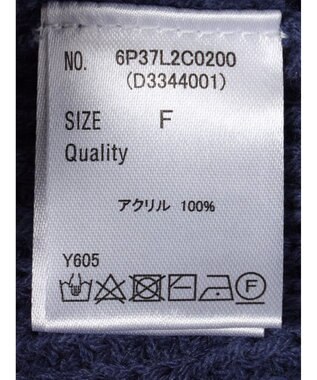 NO. 6P37L2C0200
(D3344001)
SIZE F
Quality
アクリル 100%
Y605
F